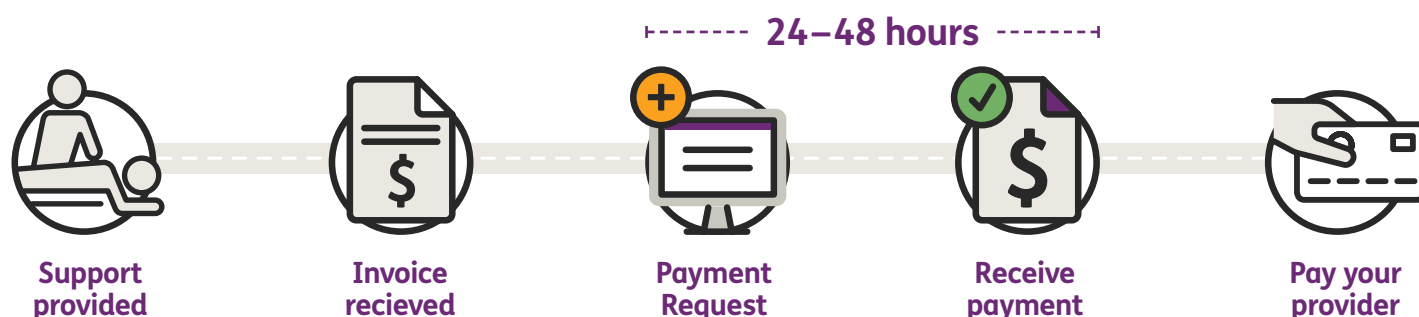 24–48 hours
Support
provided
Invoice
recieved
Payment
Request
Receive
payment
Pay your
provider